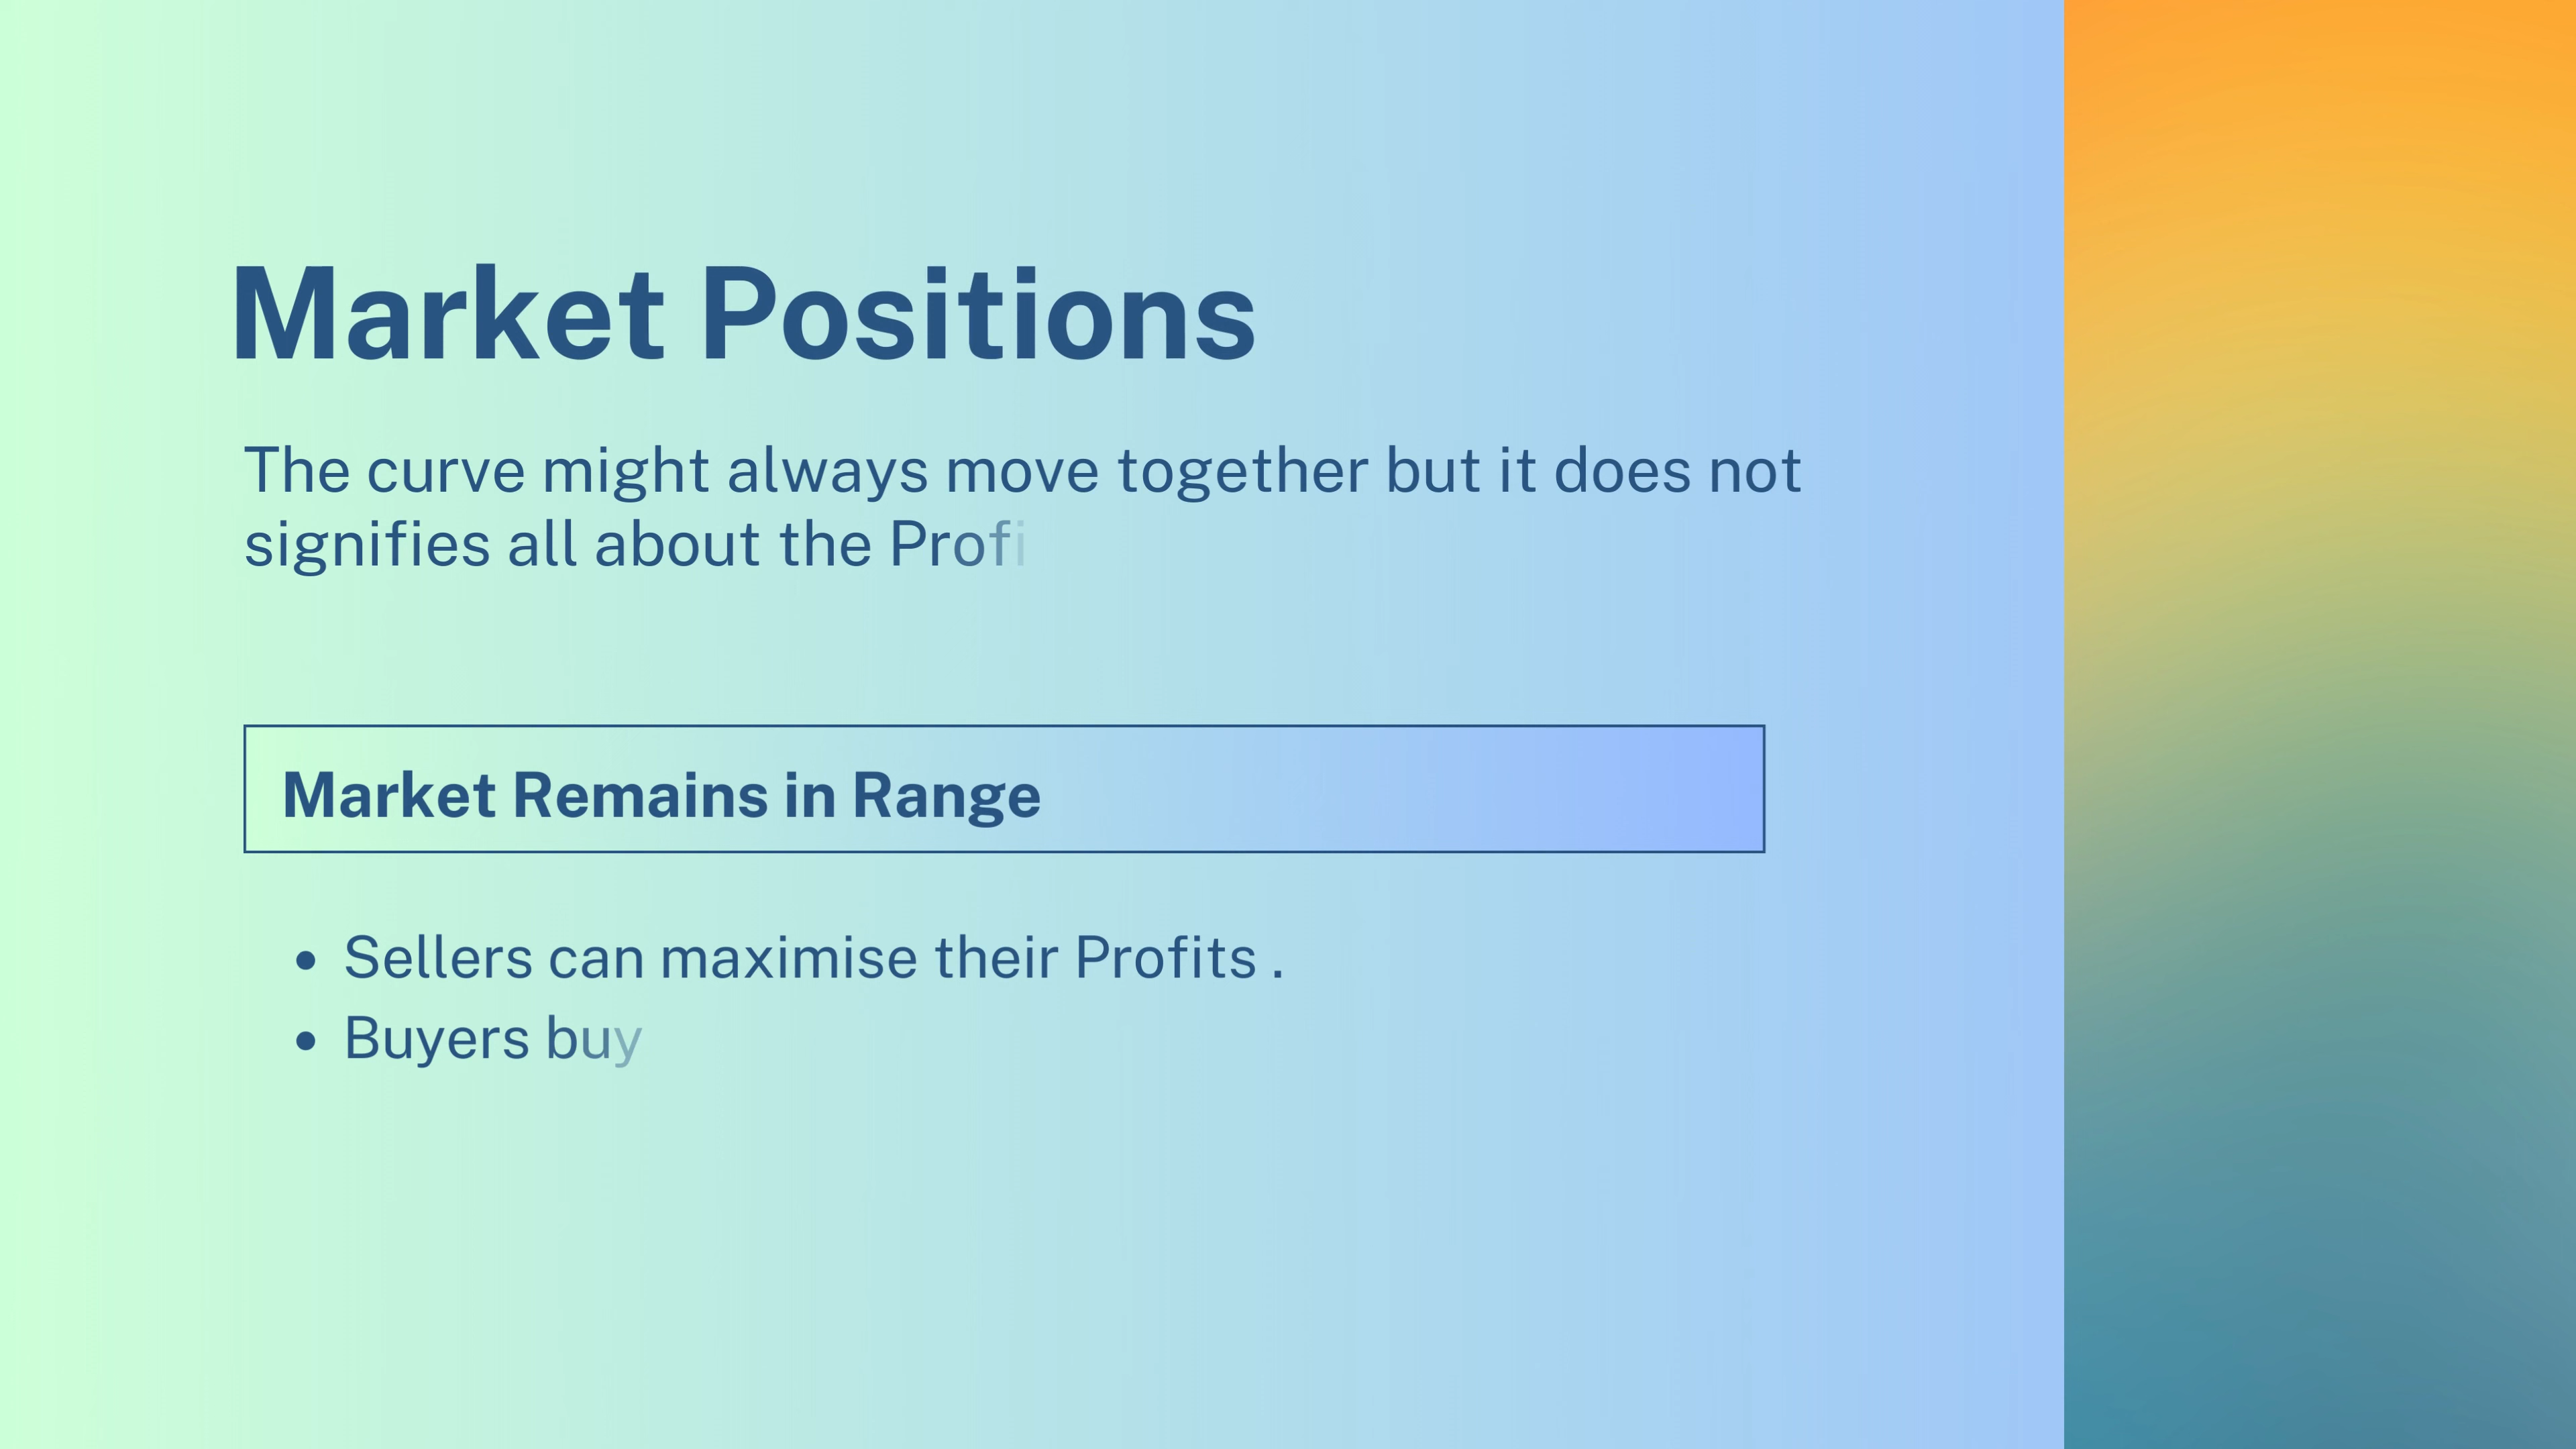 Market Positions
The curve might always move together but it does not
signifies all about the Profi
Market Remains in Range
• Sellers can maximise their Profits .
• Buyers buy